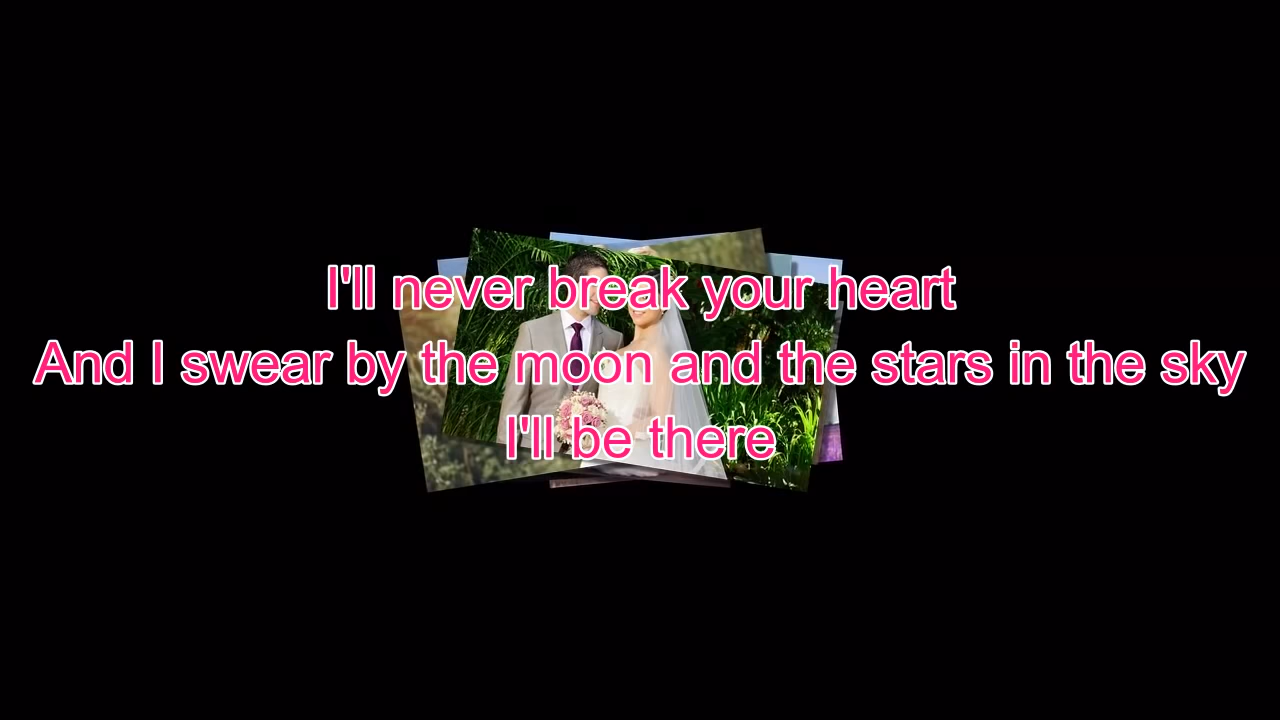 I'll never break your heart
And I swear by the moon and the stars in the sky
I'll be there